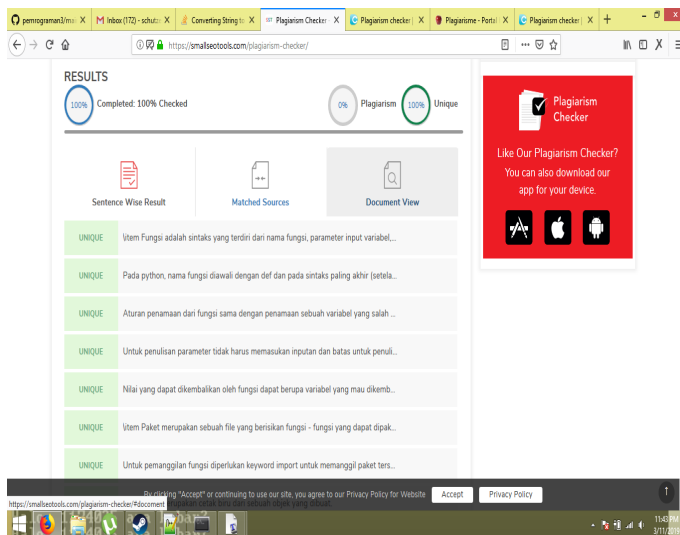 pemrograman3/ma
Inbox (172) - schutz
Converting String to
Plagiarism Checker -
Plagiarism checker |
Plagiarisme - Portal
Plagiarism checker |
https://smallseotools.com/plagiarism-checker/
RESULTS
100% Completed: 100% Checked
0% Plagiarism 100% Unique
Sentence Wise Result
Matched Sources
Document View
UNIQUE \item Fungsi adalah sintaks yang terdiri dari nama fungsi, parameter input variabel,...
UNIQUE Pada python, nama fungsi diawali dengan def dan pada sintaks paling akhir (setela...
UNIQUE Aturan penamaan dari fungsi sama dengan penamaan sebuah variabel yang salah ...
UNIQUE Untuk penulisan parameter tidak harus memasukan inputan dan batas untuk penuli...
UNIQUE Nilai yang dapat dikembalikan oleh fungsi dapat berupa variabel yang mau dikemb...
UNIQUE \item Paket merupakan sebuah file yang berisikan fungsi - fungsi yang dapat dipak...
UNIQUE Untuk pemanggilan fungsi diperlukan keyword import untuk memanggil paket ters...
Plagiarism
Checker
Like Our Plagiarism Checker?
You can also download our
app for your device.
By clicking "Accept" or continuing to use our site, you agree to our Privacy Policy for Website
Accept
Privacy Policy
https://smallseotools.com/plagiarism-checker/#docoment
11:43 PM
3/11/2019